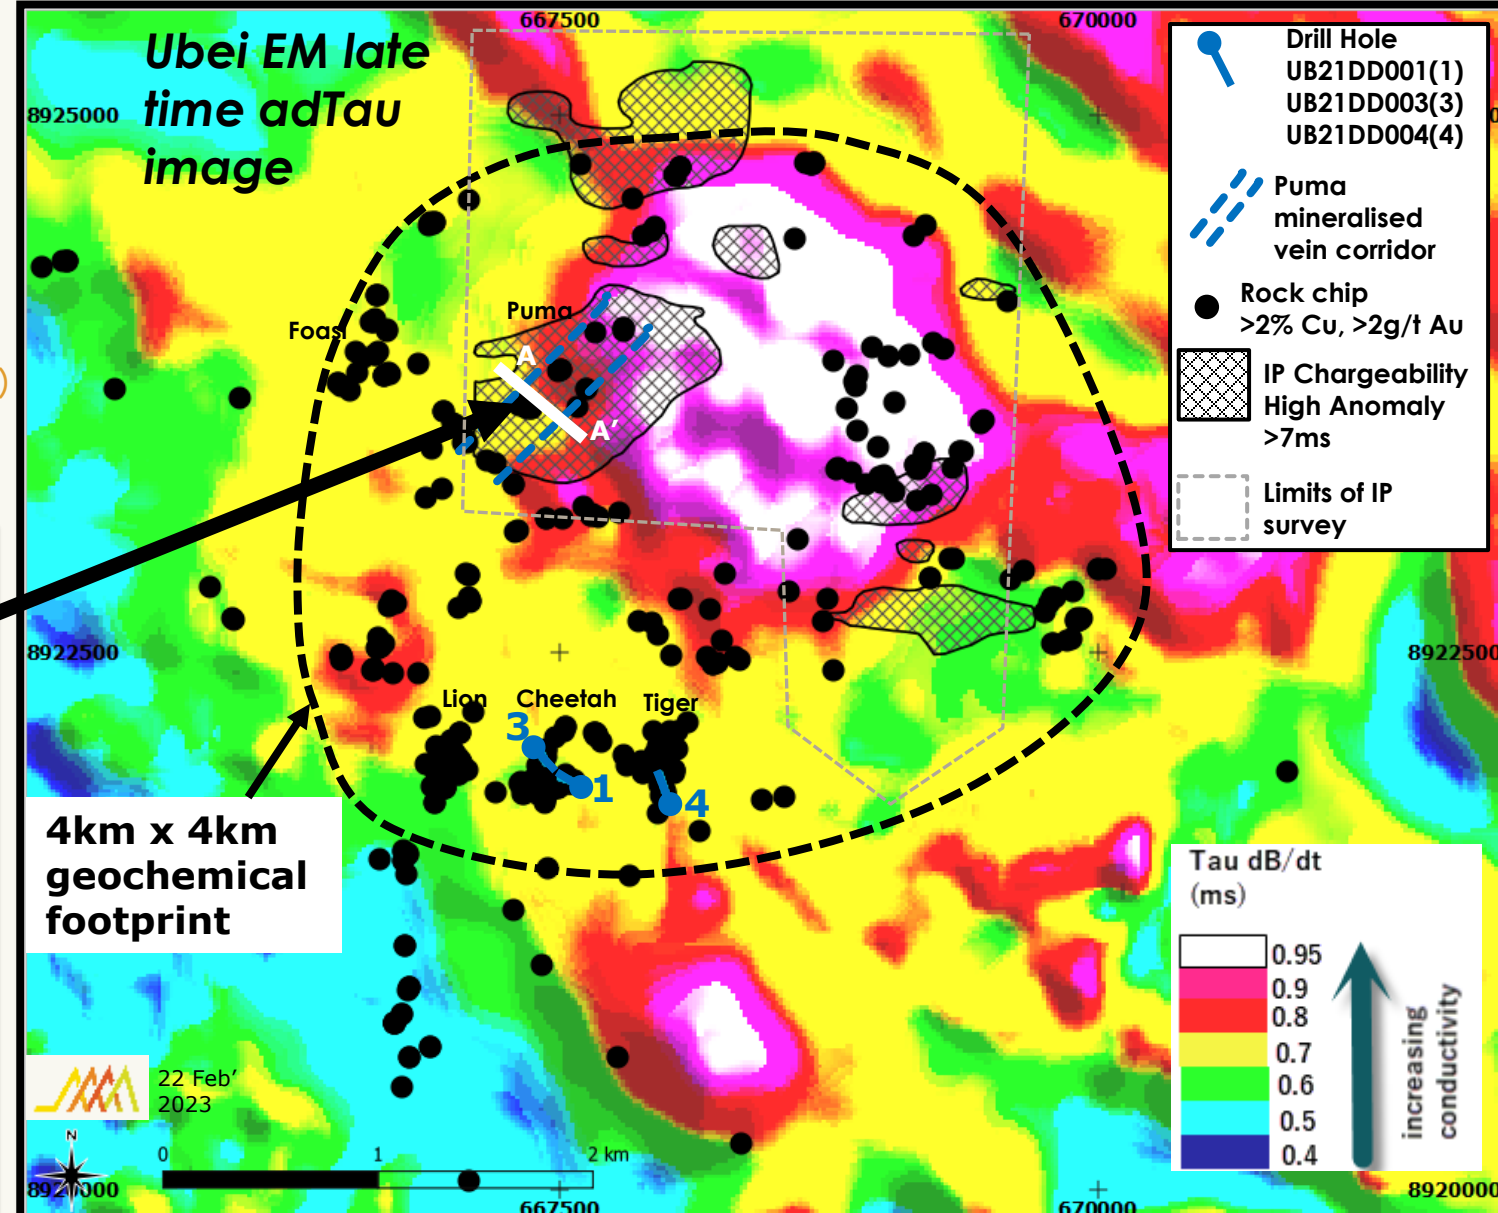 667500
670000
Ubei EM late
time adTau
image
8925000
Drill Hole
UB21DD001(1)
UB21DD003(3)
UB21DD004(4)
Puma
mineralised
vein corridor
Rock chip
>2% Cu, >2g/t Au
IP Chargeability
High Anomaly
>7ms
Limits of IP
survey
Puma
Foasi
A
A'
8922500
8922500
Lion
Cheetah
Tiger
3
1
4
4km x 4km
geochemical
footprint
Tau dB/dt
(ms)
0.95
0.9
0.8
0.7
0.6
0.5
0.4
increasing
conductivity
22 Feb'
2023
N
0
1
2 km
8920000
8920000
667500
670000